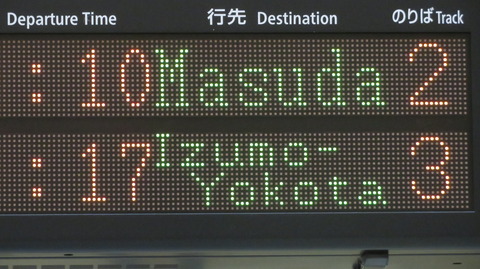 Departure Time 行先 Destination のりば Track
:10 Masuda 2
:17 Izumo-
Yokota 3